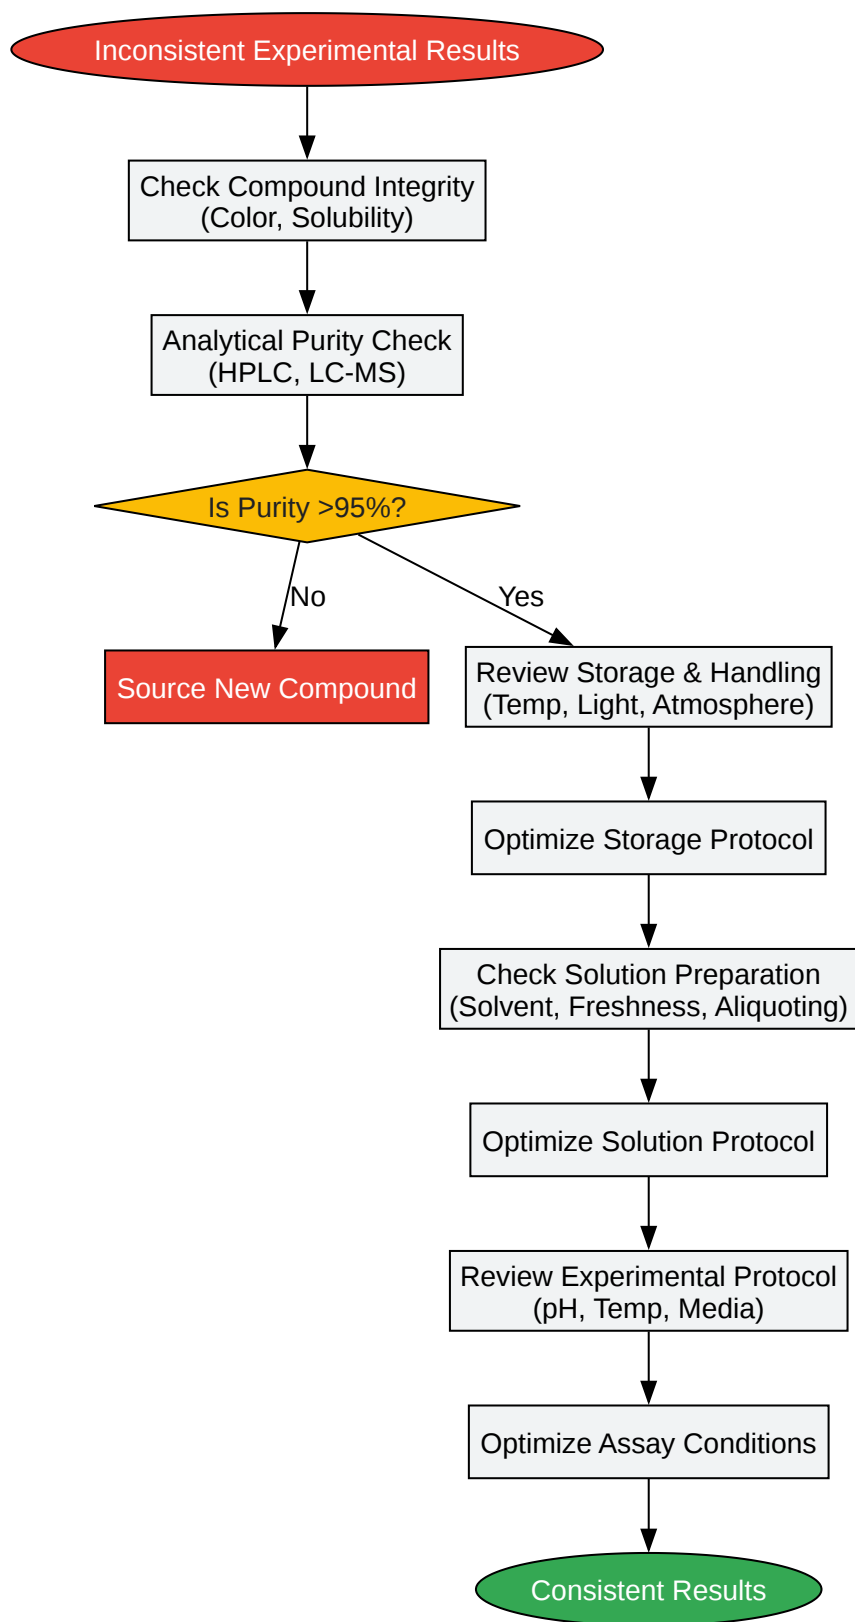 Inconsistent Experimental Results
Check Compound Integrity
(Color, Solubility)
Analytical Purity Check
(HPLC, LC-MS)
Is Purity >95%?
No
Yes
Source New Compound
Review Storage & Handling
(Temp, Light, Atmosphere)
Optimize Storage Protocol
Check Solution Preparation
(Solvent, Freshness, Aliquoting)
Optimize Solution Protocol
Review Experimental Protocol
(pH, Temp, Media)
Optimize Assay Conditions
Consistent Results